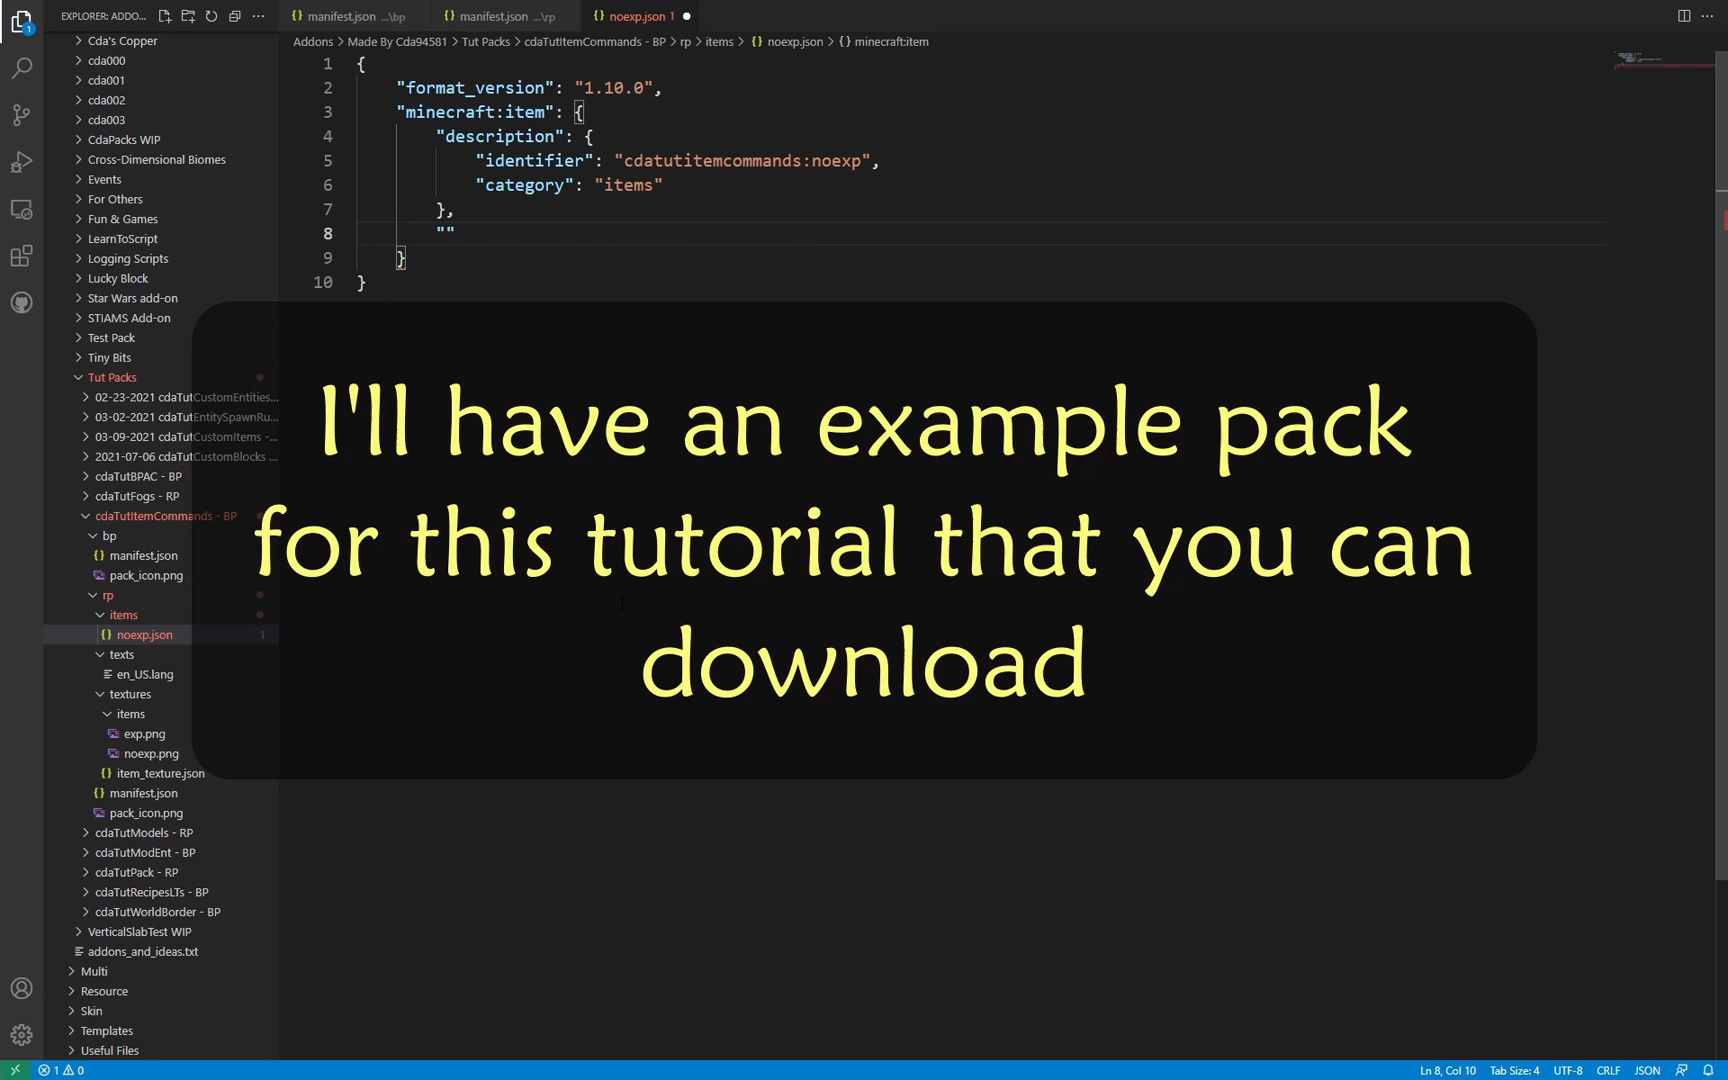 EXPLORER: ADDO...
manifest.json ...\bp
manifest.json ...\rp
noexp.json 1
Addons > Made By Cda94581 > Tut Packs > cdaTutItemCommands - BP > rp > items > {} noexp.json > {} minecraft:item
1 {
2 "format_version": "1.10.0",
3 "minecraft:item": {
4 "description": {
5 "identifier": "cdatutitemcommands:noexp",
6 "category": "items"
7 },
8 ""
9 }
10 }
I'll have an example pack
for this tutorial that you can
download
1
Cda's Copper
cda000
cda001
cda002
cda003
CdaPacks WIP
Cross-Dimensional Biomes
Events
For Others
Fun & Games
LearnToScript
Logging Scripts
Lucky Block
Star Wars add-on
STIAMS Add-on
Test Pack
Tiny Bits
Tut Packs
02-23-2021 cdaTutCustomEntities...
03-02-2021 cdaTutEntitySpawnRu...
03-09-2021 cdaTutCustomItems -...
2021-07-06 cdaTutCustomBlocks ...
cdaTutBPAC - BP
cdaTutFogs - RP
cdaTutItemCommands - BP
bp
{} manifest.json
pack_icon.png
rp
items
{} noexp.json 1
texts
en_US.lang
textures
items
exp.png
noexp.png
{} item_texture.json
{} manifest.json
pack_icon.png
cdaTutModels - RP
cdaTutModEnt - BP
cdaTutPack - RP
cdaTutRecipesLTs - BP
cdaTutWorldBorder - BP
VerticalSlabTest WIP
addons_and_ideas.txt
Multi
Resource
Skin
Templates
Useful Files
1 0
Ln 8, Col 10 Tab Size: 4 UTF-8 CRLF JSON